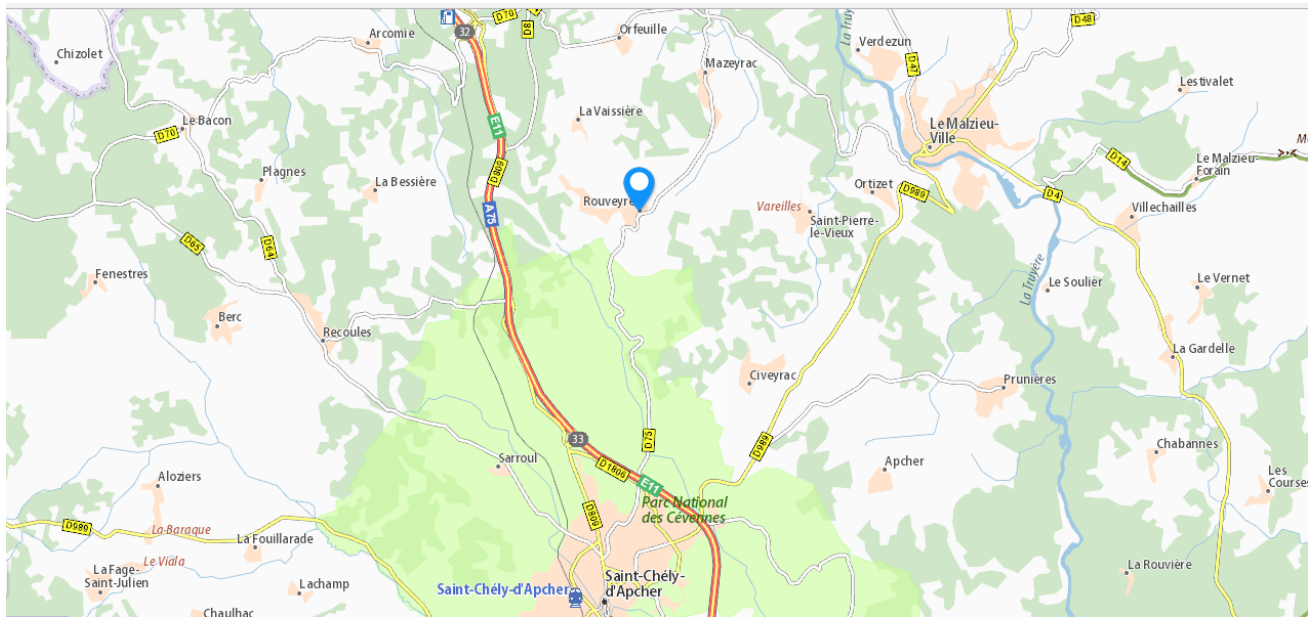 D70
D8
32
Orfeuille
Arcomie
Chizolet
La Truyère
Verdezun
D47
D48
Mazeyrac
Lestivalet
La Vaissière
E11
Le Bacon
D70
Le Malzieu-
Ville
D14
Le Malzieu-
Forain
D809
Plagnes
La Bessière
Ortizet
D989
D4
Rouveyre
Vareilles
Saint-Pierre-
le-Vieux
Villechailles
A75
D65
D64
Fenestres
La Truyère
Le Soulier
Le Vernet
Berc
Recoules
La Gardelle
Civeyrac
Prunières
33
D75
D989
Chabannes
Sarroul
D1806
Apcher
Aloziers
E11
Les
Courses
Parc National
des Cévennes
D809
D989
La-Baraque
La Fouillarade
Le Viala
La Fage-
Saint-Julien
Lachamp
La Rouvière
Saint-Chély-d'Apcher
Saint-Chély-
d'Apcher
Chaulhac